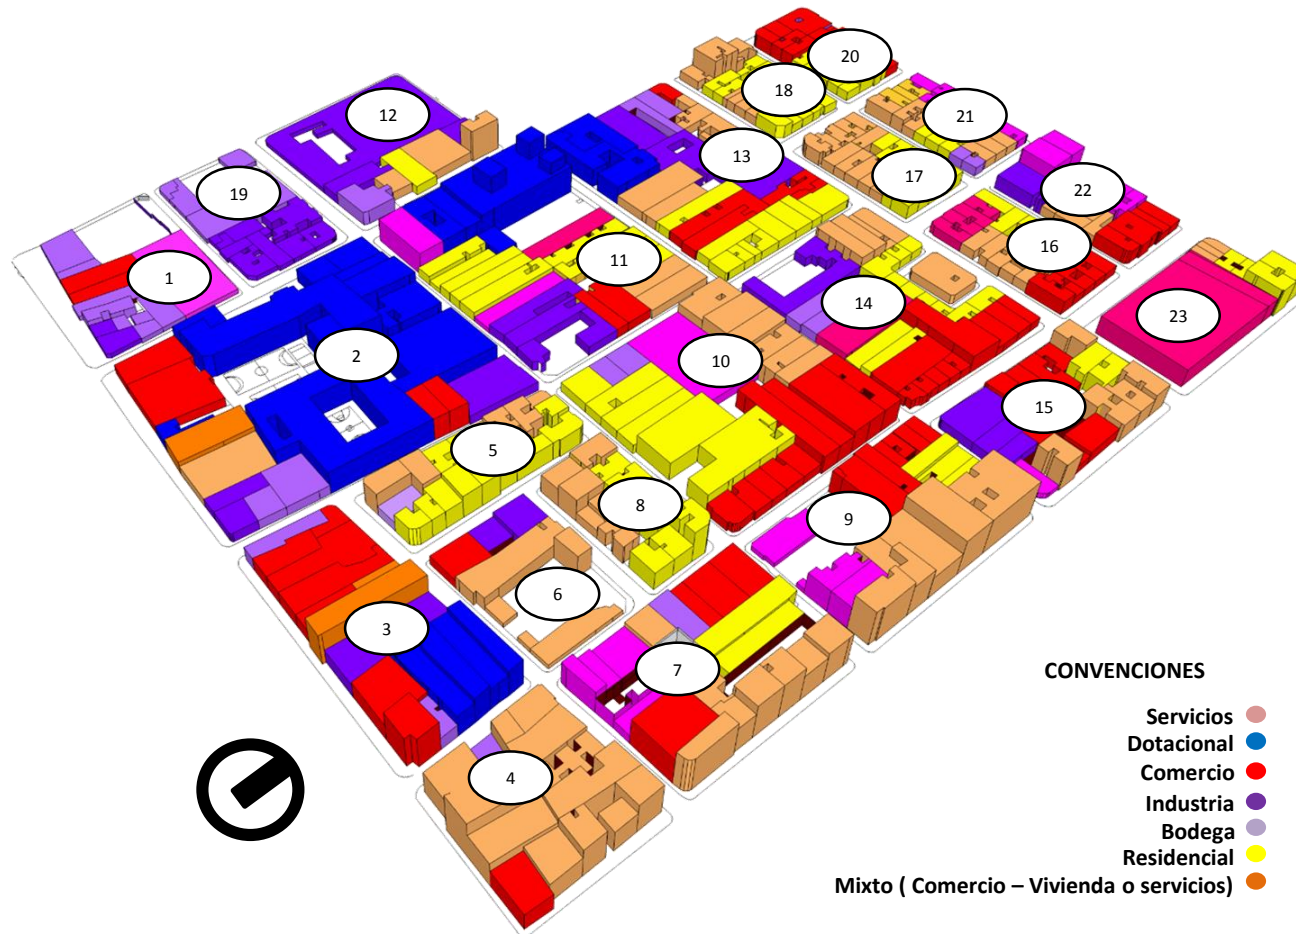 20
18
12
21
13
17
22
19
16
11
1
14
23
2
10
15
5
8
9
6
3
7
4
CONVENCIONES
Servicios
Dotacional
Comercio
Industria
Bodega
Residencial
Mixto ( Comercio – Vivienda o servicios)